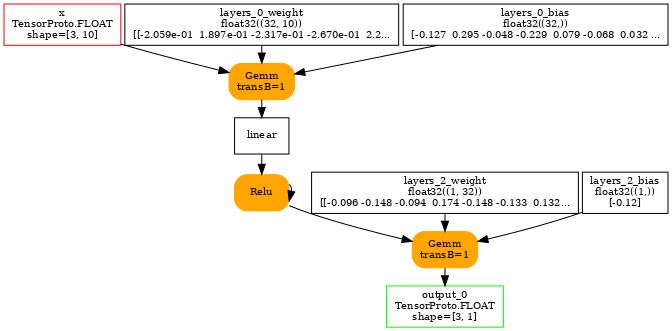 x
TensorProto.FLOAT
shape=[3, 10]
layers_0_weight
float32((32, 10))
[[-2.059e-01 1.897e-01 -2.317e-01 -2.670e-01 2.2...
layers_0_bias
float32((32,))
[-0.127 0.295 -0.048 -0.229 0.079 -0.068 0.032 ...
Gemm
transB=1
linear
Relu
layers_2_weight
float32((1, 32))
[[-0.096 -0.148 -0.094 0.174 -0.148 -0.133 0.132...
layers_2_bias
float32((1,))
[-0.12]
Gemm
transB=1
output_0
TensorProto.FLOAT
shape=[3, 1]